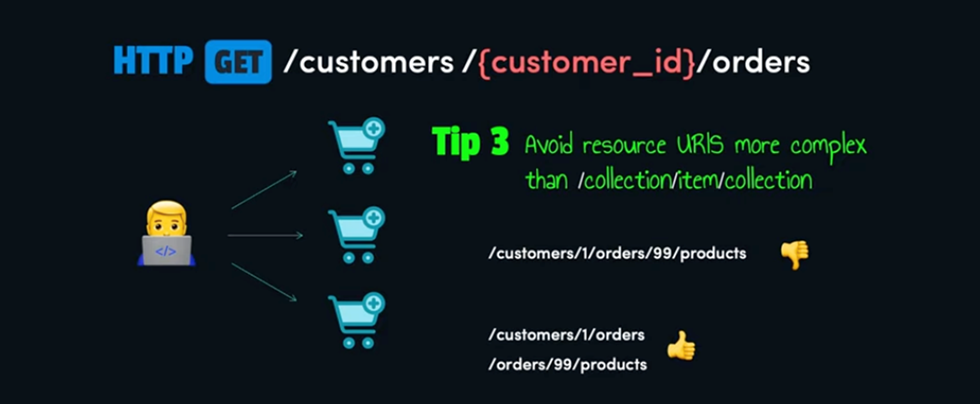 HTTP GET /customers /{customer_id}/orders
Tip 3 Avoid resource URIS more complex
than /collection/item/collection
</>
/customers/1/orders/99/products
/customers/1/orders
/orders/99/products